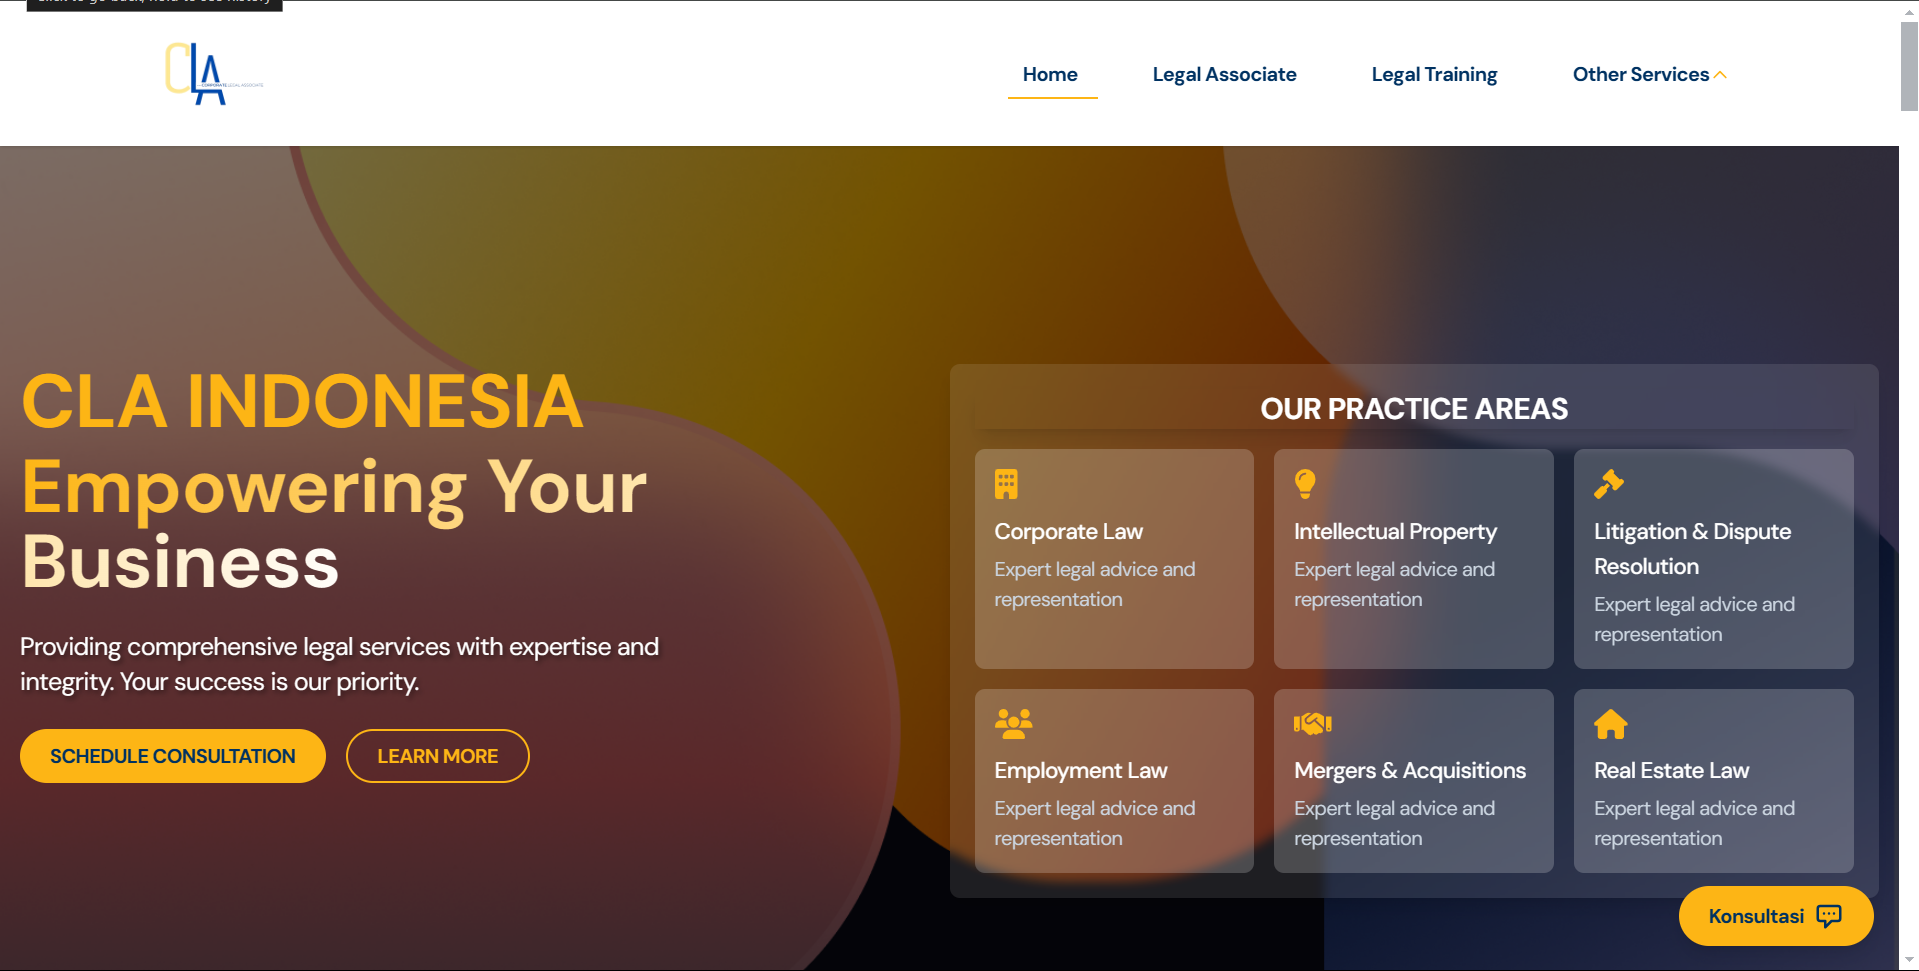 CLA
CORPORATE LEGAL ASSOCIATE
Home
Legal Associate
Legal Training
Other Services
CLA INDONESIA
Empowering Your
Business
Providing comprehensive legal services with expertise and
integrity. Your success is our priority.
SCHEDULE CONSULTATION
LEARN MORE
OUR PRACTICE AREAS
Corporate Law
Expert legal advice and
representation
Intellectual Property
Expert legal advice and
representation
Litigation & Dispute
Resolution
Expert legal advice and
representation
Employment Law
Expert legal advice and
representation
Mergers & Acquisitions
Expert legal advice and
representation
Real Estate Law
Expert legal advice and
representation
Konsultasi